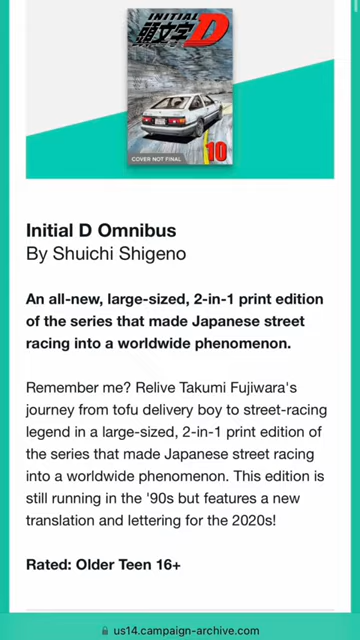 INITIAL
頭文字D
COVER NOT FINAL
10
Initial D Omnibus
By Shuichi Shigeno
An all-new, large-sized, 2-in-1 print edition
of the series that made Japanese street
racing into a worldwide phenomenon.
Remember me? Relive Takumi Fujiwara's
journey from tofu delivery boy to street-racing
legend in a large-sized, 2-in-1 print edition of
the series that made Japanese street racing
into a worldwide phenomenon. This edition is
still running in the '90s but features a new
translation and lettering for the 2020s!
Rated: Older Teen 16+
us14.campaign-archive.com